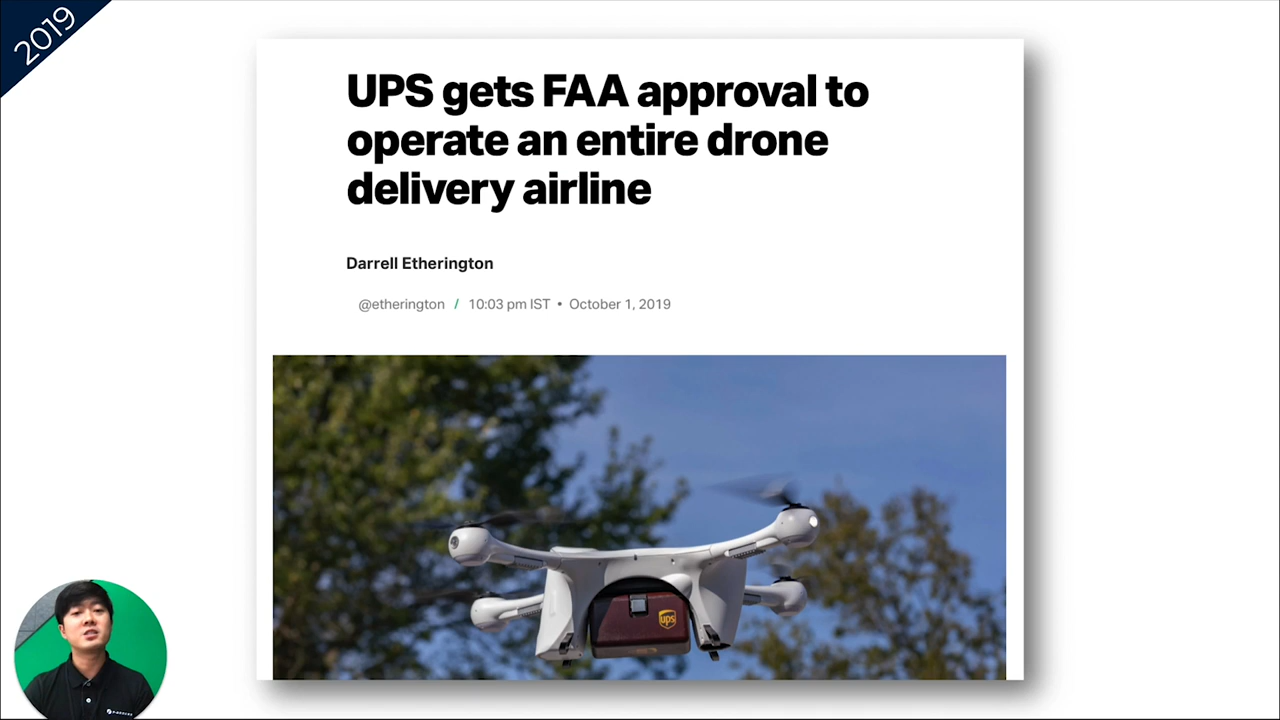 2019
UPS gets FAA approval to
operate an entire drone
delivery airline
Darrell Etherington
@etherington / 10:03 pm IST • October 1, 2019
ups